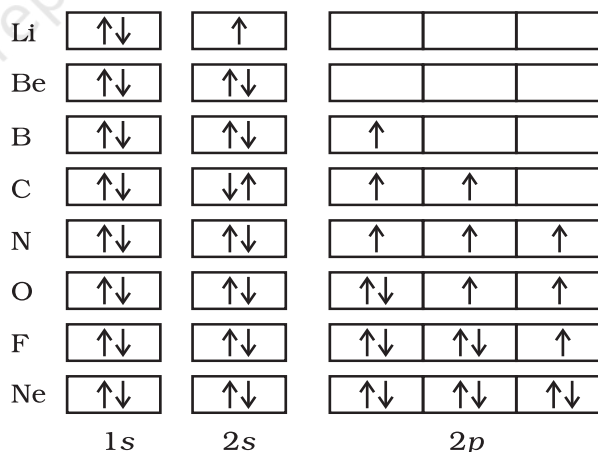 Li ↑↓ ↑
Be ↑↓ ↑↓
B ↑↓ ↑↓ ↑
C ↑↓ ↓↑ ↑ ↑
N ↑↓ ↑↓ ↑ ↑ ↑
O ↑↓ ↑↓ ↑↓ ↑ ↑
F ↑↓ ↑↓ ↑↓ ↑↓ ↑
Ne ↑↓ ↑↓ ↑↓ ↑↓ ↑↓
1s 2s 2p